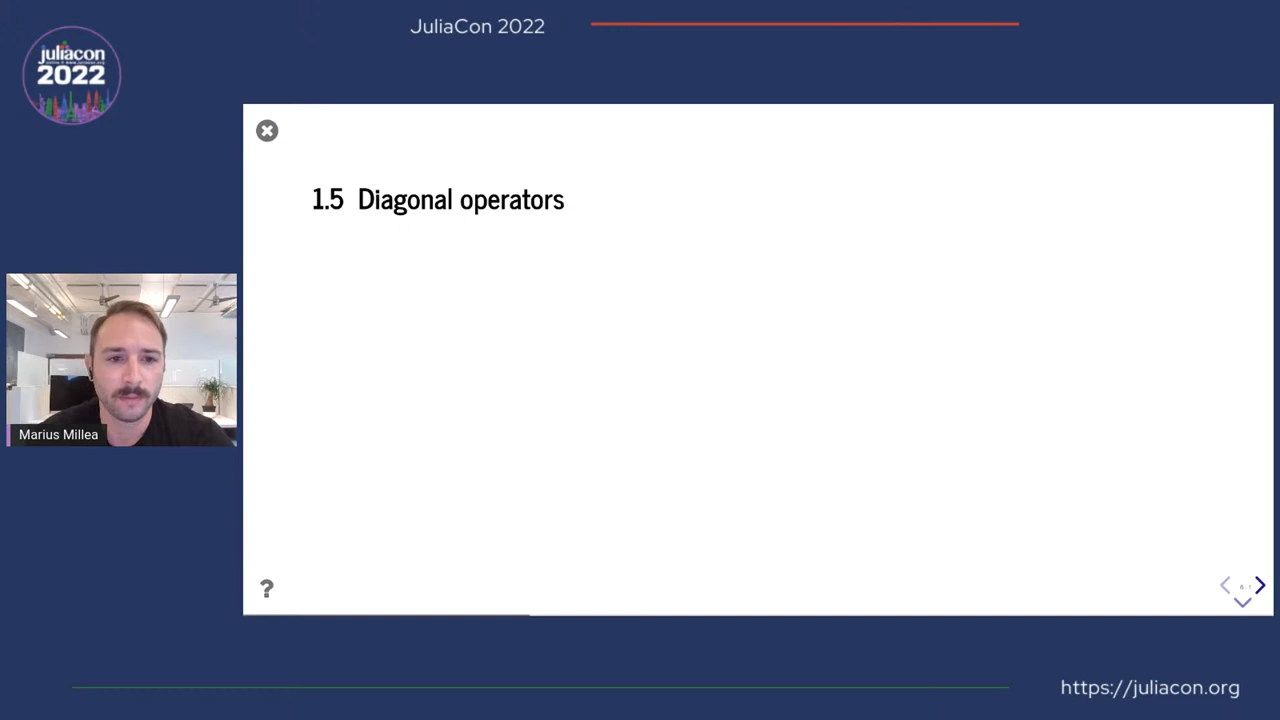 JuliaCon 2022
juliacon
2022
1.5 Diagonal operators
Marius Millea
?
https://juliacon.org